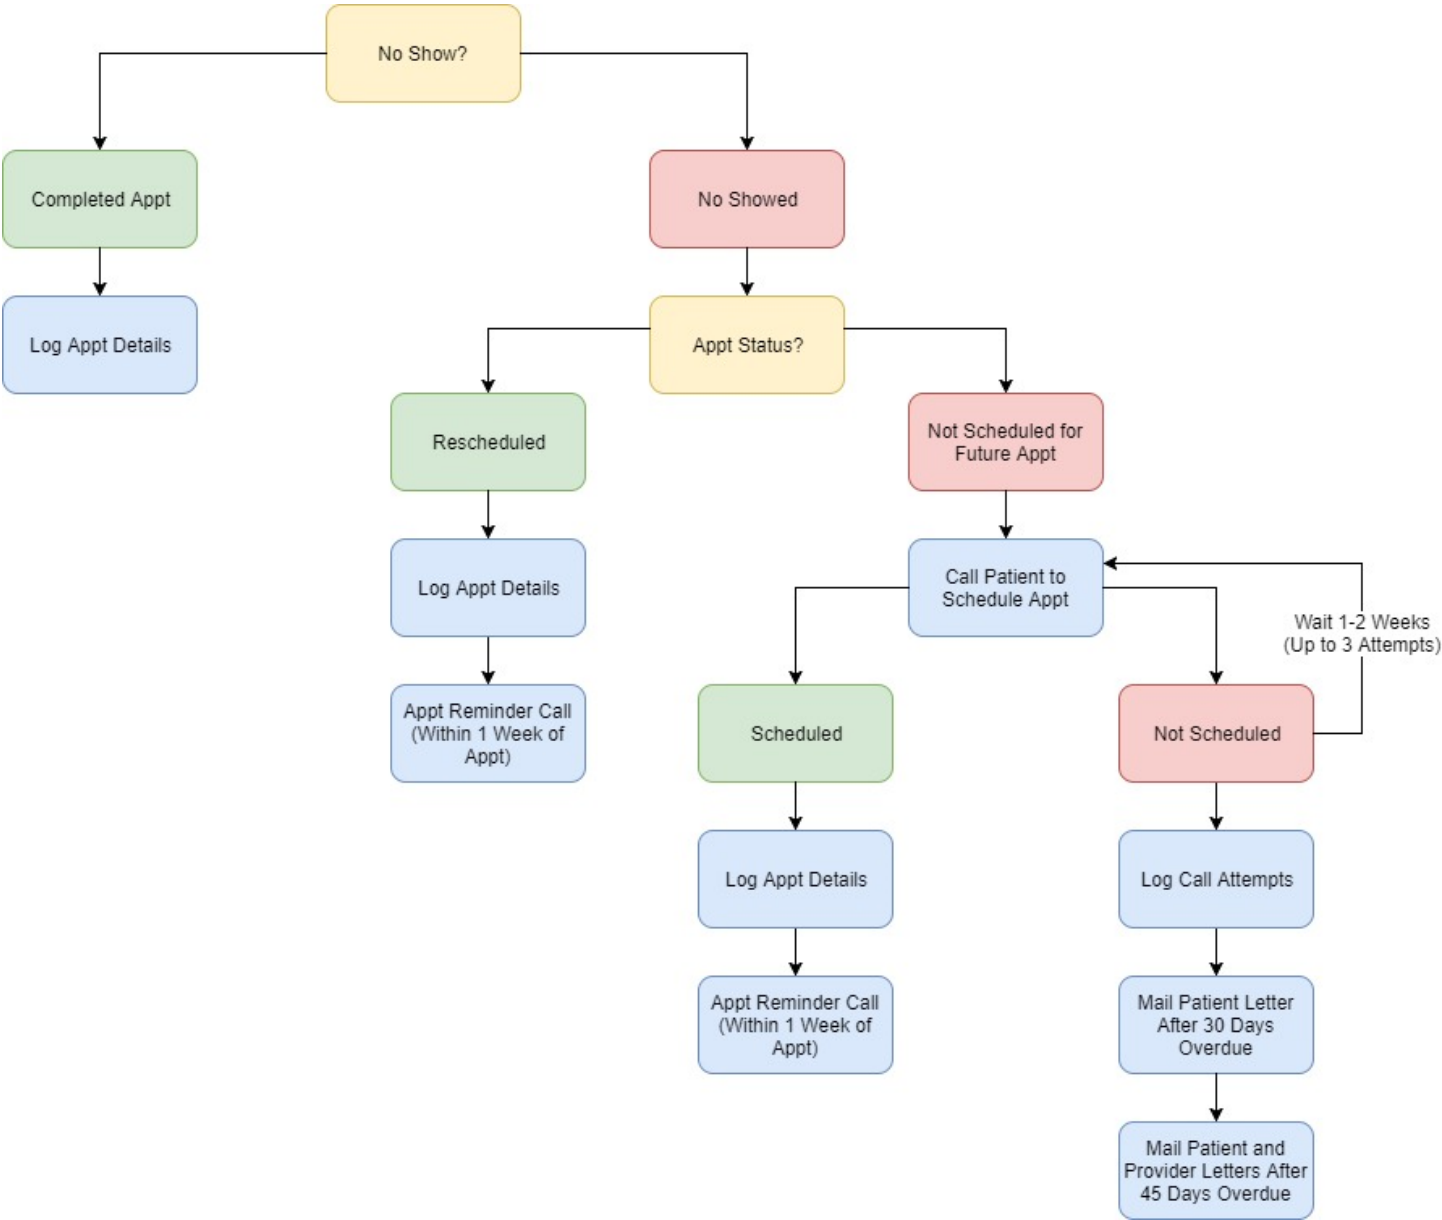 No Show?
Completed Appt
No Showed
Log Appt Details
Appt Status?
Rescheduled
Not Scheduled for
Future Appt
Log Appt Details
Call Patient to
Schedule Appt
Wait 1-2 Weeks
(Up to 3 Attempts)
Appt Reminder Call
(Within 1 Week of
Appt)
Scheduled
Not Scheduled
Log Appt Details
Log Call Attempts
Appt Reminder Call
(Within 1 Week of
Appt)
Mail Patient Letter
After 30 Days
Overdue
Mail Patient and
Provider Letters After
45 Days Overdue